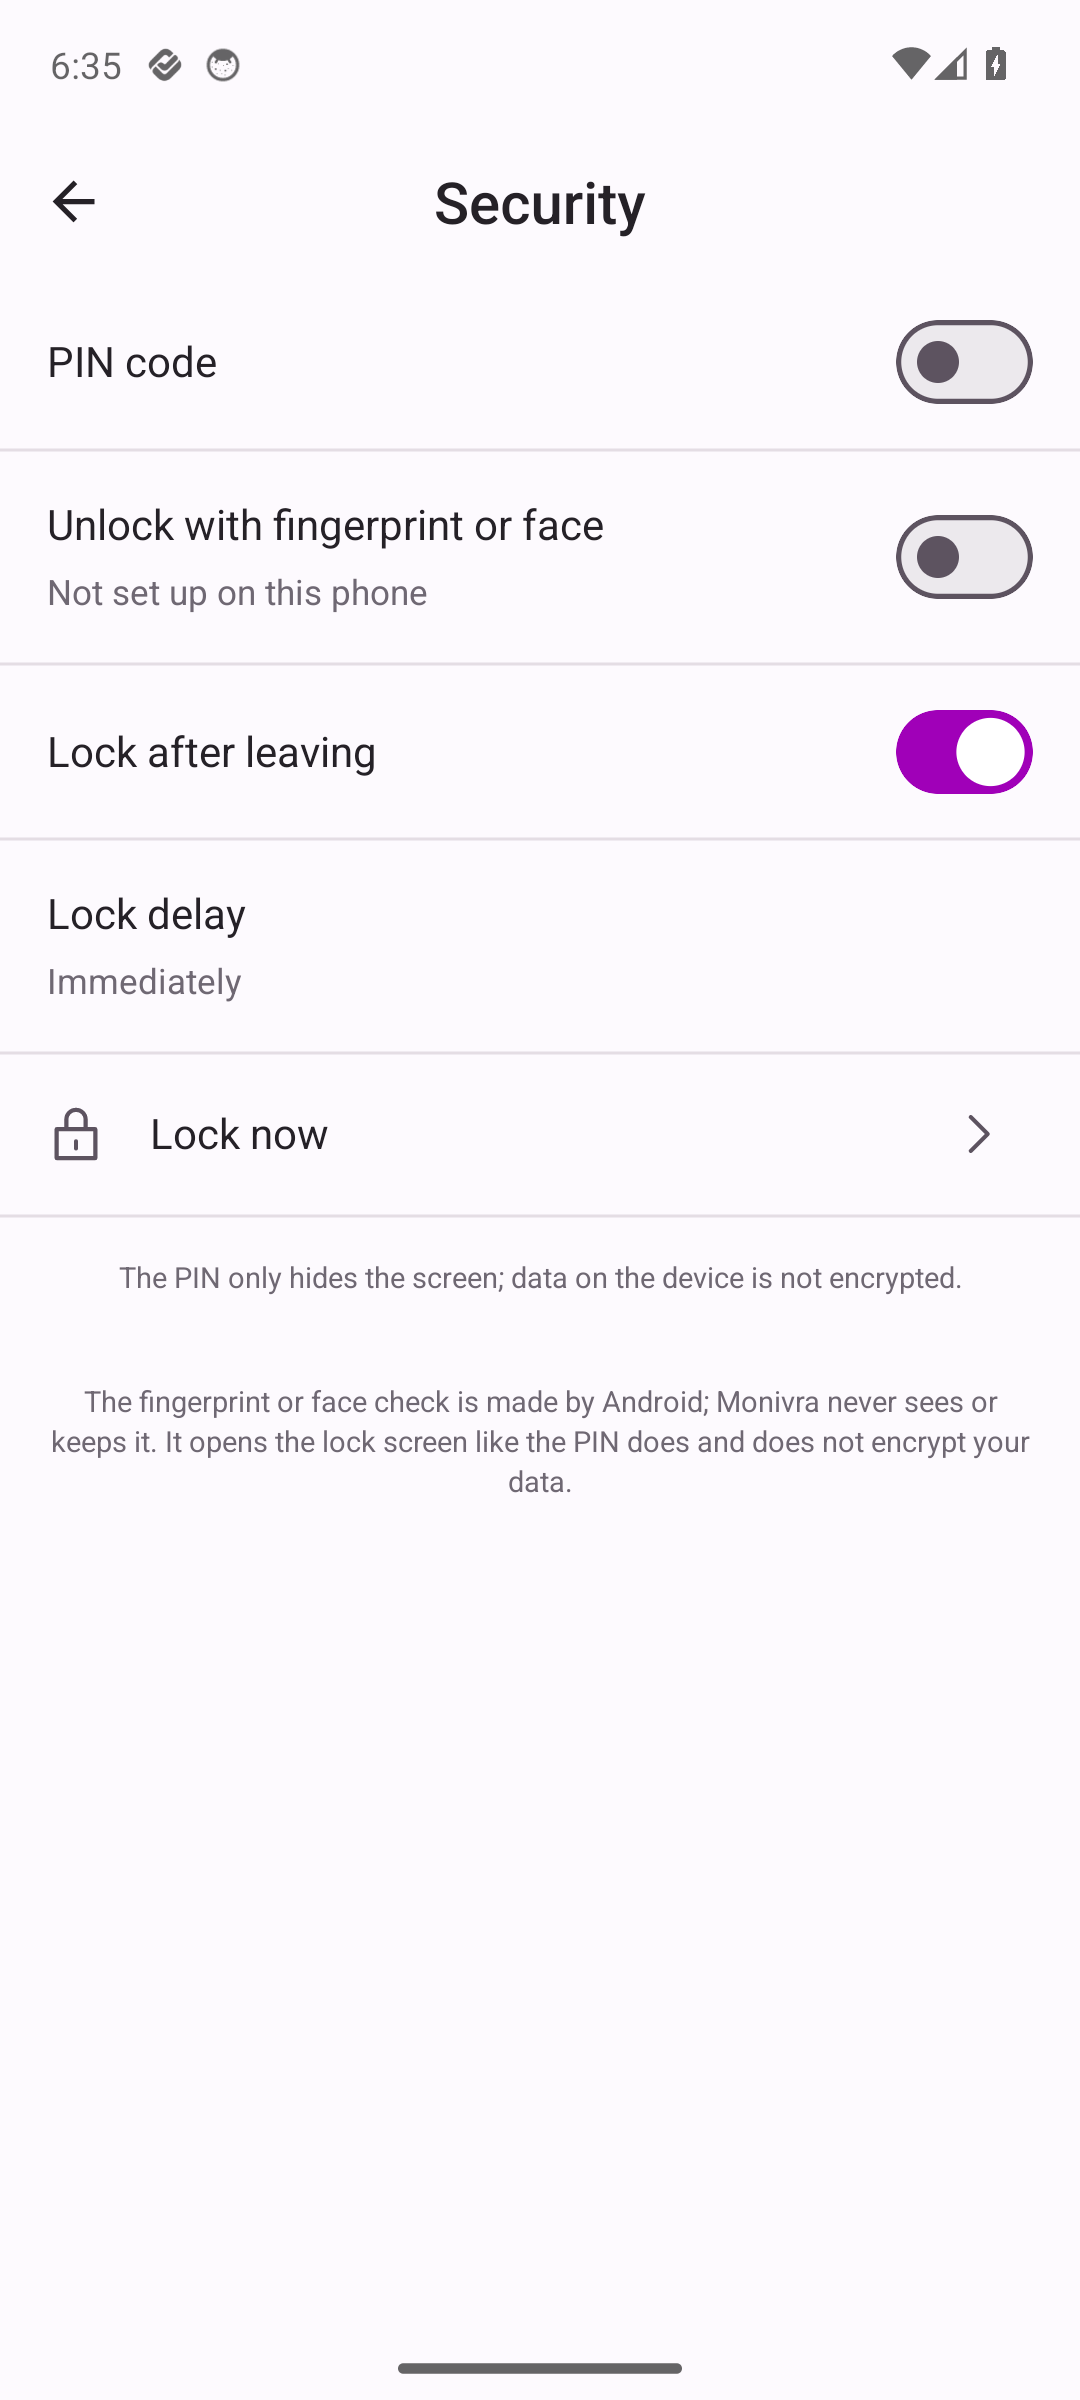 6:35
Security
PIN code
Unlock with fingerprint or face
Not set up on this phone
Lock after leaving
Lock delay
Immediately
Lock now
The PIN only hides the screen; data on the device is not encrypted.
The fingerprint or face check is made by Android; Monivra never sees or
keeps it. It opens the lock screen like the PIN does and does not encrypt your
data.